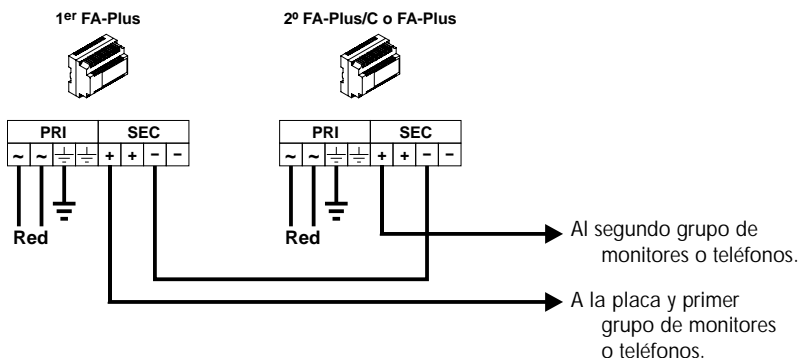 1er FA-Plus
2º FA-Plus/C o FA-Plus
PRI SEC
~ ~ + + − −
Red
PRI SEC
~ ~ + + − −
Red
Al segundo grupo de
monitores o teléfonos.
A la placa y primer
grupo de monitores
o teléfonos.